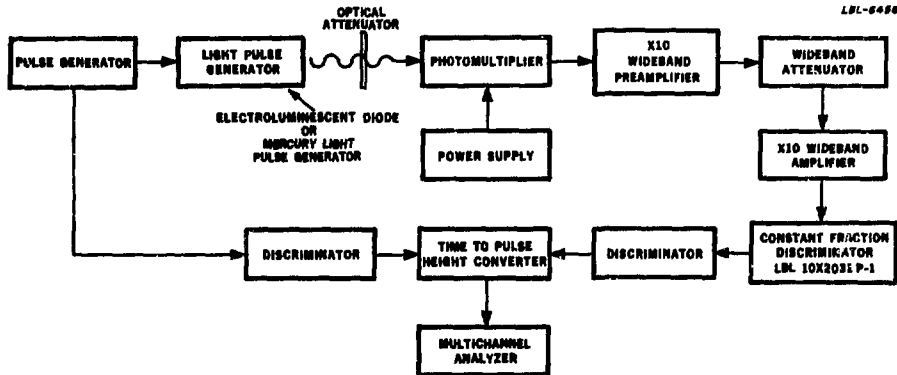 LBL-6456
OPTICAL
ATTENUATOR
PULSE GENERATOR
LIGHT PULSE
GENERATOR
PHOTOMULTIPLIER
X10
WIDEBAND
PREAMPLIFIER
WIDEBAND
ATTENUATOR
ELECTROLUMINESCENT DIODE
OR
MERCURY LIGHT
PULSE GENERATOR
POWER SUPPLY
X10 WIDEBAND
AMPLIFIER
DISCRIMINATOR
TIME TO PULSE
HEIGHT CONVERTER
DISCRIMINATOR
CONSTANT FRACTION
DISCRIMINATOR
LBL 10X2031 P-1
MULTICHANNEL
ANALYZER